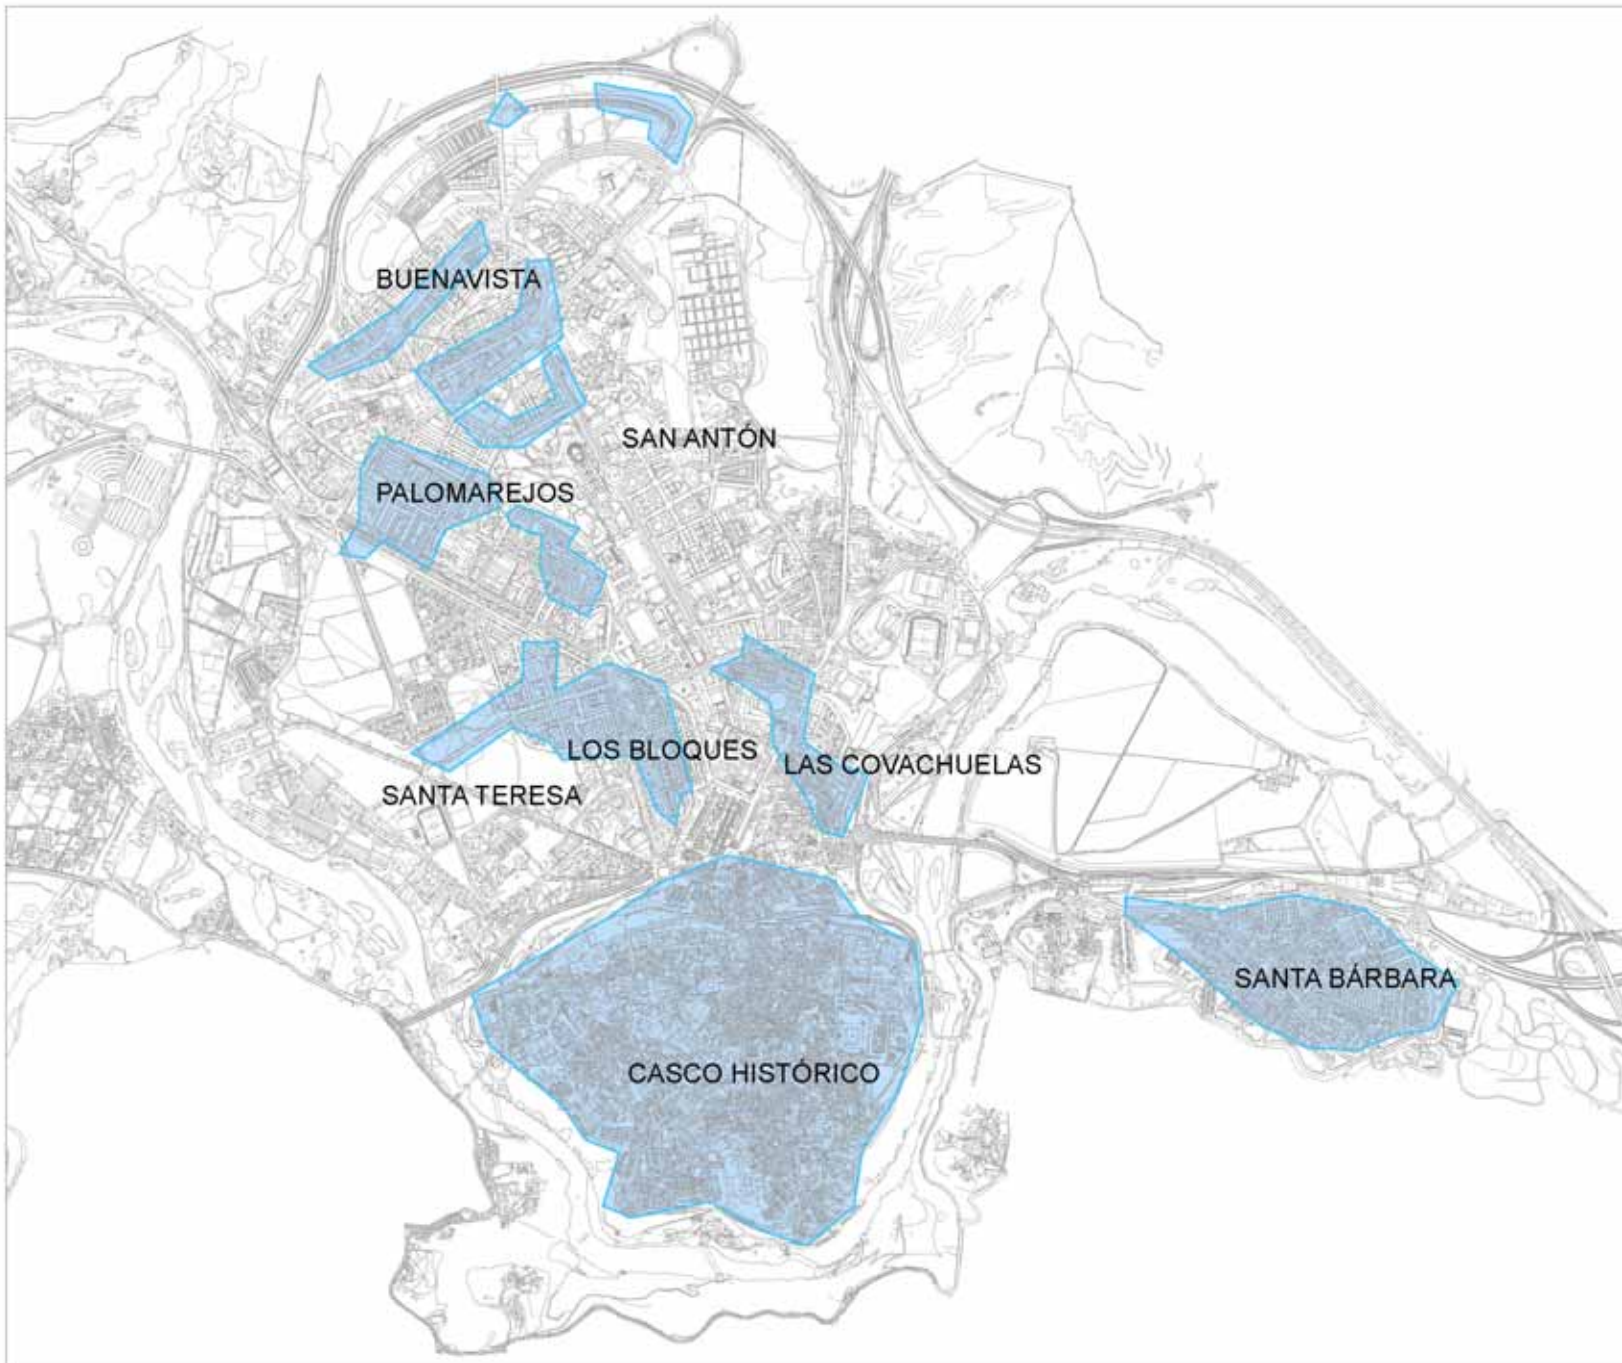 BUENAVISTA
SAN ANTÓN
PALOMAREJOS
LOS BLOQUES
LAS COVACHUELAS
SANTA TERESA
SANTA BÁRBARA
CASCO HISTÓRICO